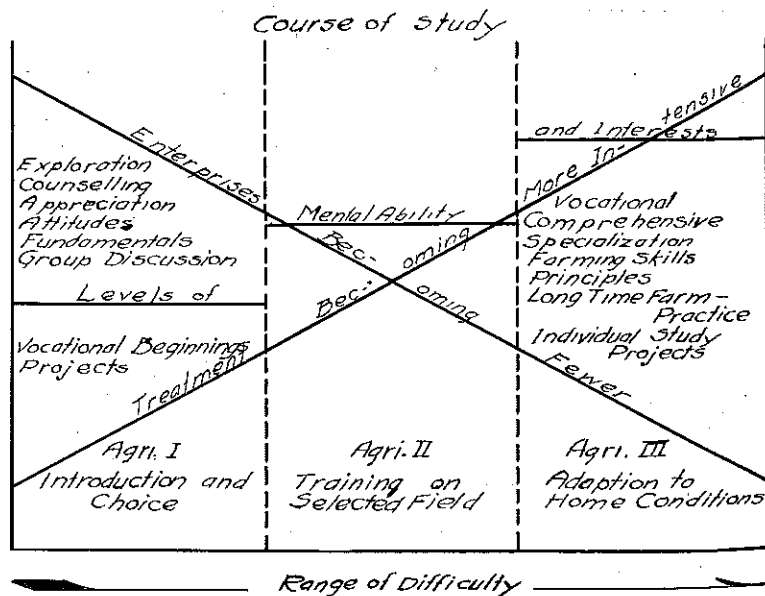 Course of Study
Enterprises Bec- oming Fewer
Treatment Bec- oming More In- tensive
Levels of
Mental Ability
and Interests
Exploration
Counselling
Appreciation
Attitudes
Fundamentals
Group Discussion
Vocational Beginnings
Projects
Vocational
Comprehensive
Specialization
Farming Skills
Principles
Long Time Farm-
Practice
Individual Study
Projects
Agri. I
Introduction and
Choice
Agri. II
Training on
Selected Field
Agri. III
Adaption to
Home Conditions
Range of Difficulty